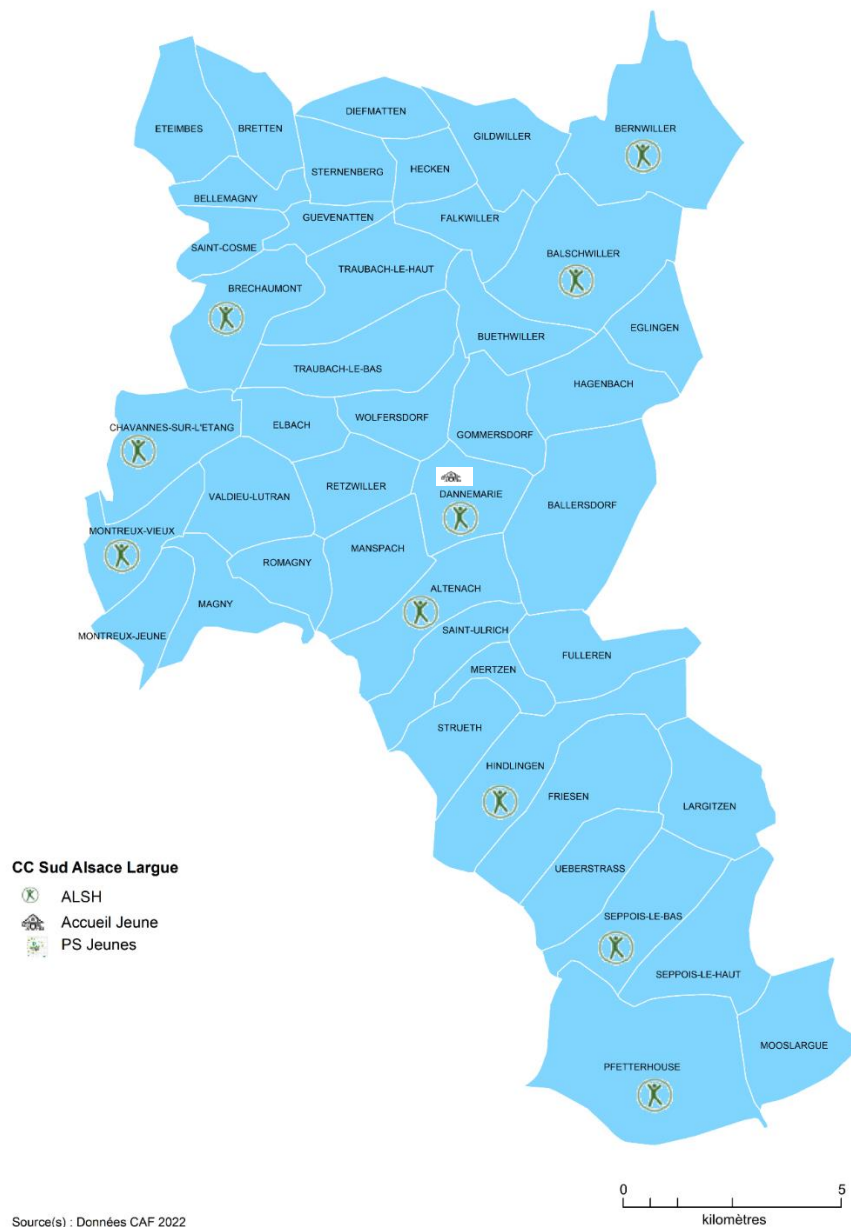 DIEFMATTEN
ETEIMBES
BRETTEN
GILDWILLER
BERNWILLER
STERNENBERG
HECKEN
BELLEMAGNY
GUEVENATTEN
FALKWILLER
SAINT-COSME
TRAUBACH-LE-HAUT
BALSCHWILLER
BRECHAUMONT
BUETHWILLER
EGLINGEN
TRAUBACH-LE-BAS
HAGENBACH
CHAVANNES-SUR-L'ETANG
ELBACH
WOLFERSDORF
GOMMERSDORF
VALDIEU-LUTRAN
RETZWILLER
DANNEMARIE
BALLERSDORF
MONTREUX-VIEUX
MANSPACH
ROMAGNY
ALTENACH
MAGNY
MONTREUX-JEUNE
SAINT-ULRICH
FULLEREN
MERTZEN
STRUETH
HINDLINGEN
FRIESEN
LARGITZEN
UEBERSTRASS
SEPPOIS-LE-BAS
SEPPOIS-LE-HAUT
MOOSLARGUE
PFETTERHOUSE
CC Sud Alsace Largue
ALSH
Accueil Jeune
PS Jeunes
0 5
kilomètres
Source(s) : Données CAF 2022